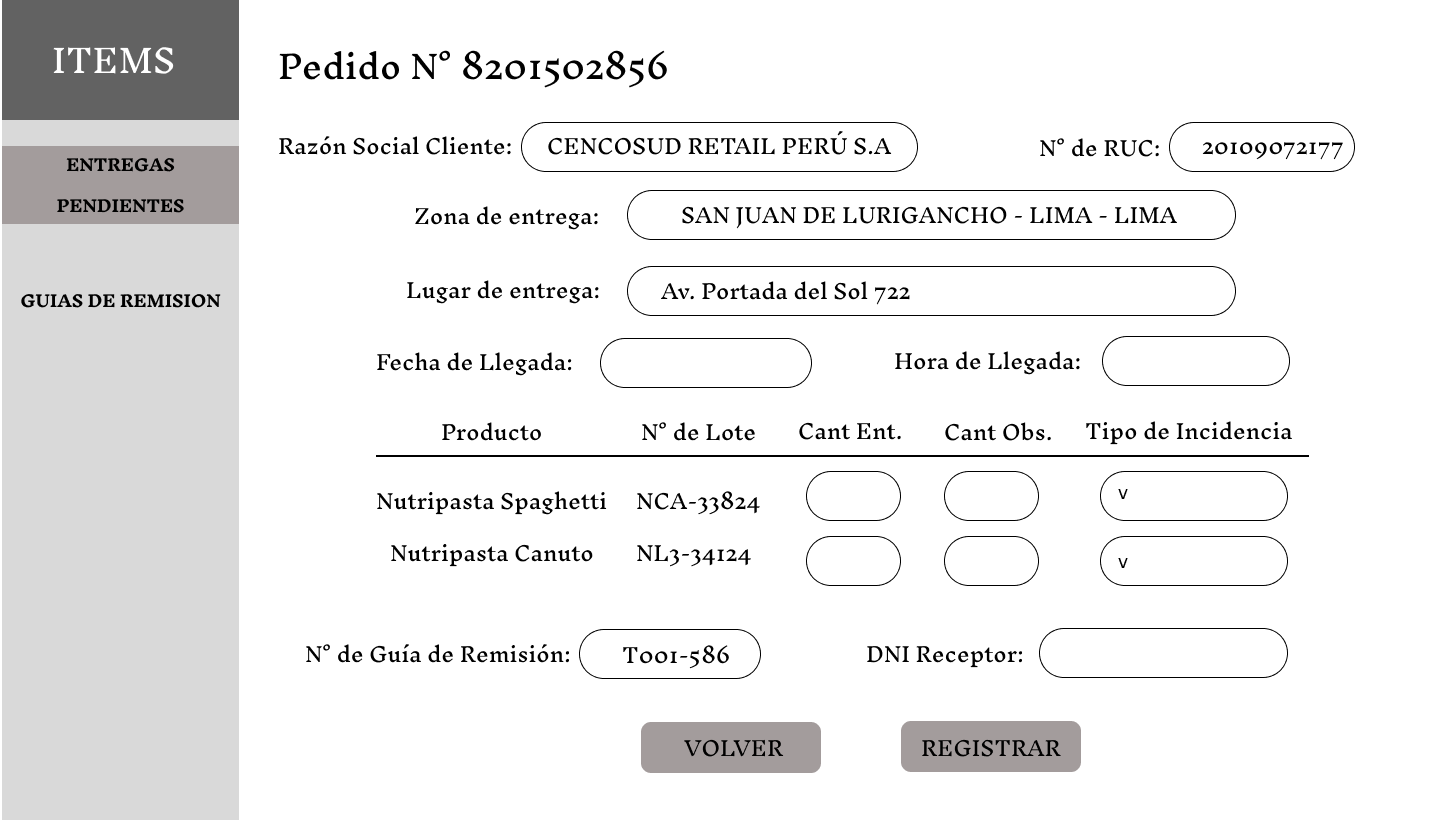 ITEMS
ENTREGAS
PENDIENTES
GUIAS DE REMISION
Pedido N° 8201502856
Razón Social Cliente: CENCOSUD RETAIL PERÚ S.A N° de RUC: 20109072177
Zona de entrega: SAN JUAN DE LURIGANCHO - LIMA - LIMA
Lugar de entrega: Av. Portada del Sol 722
Fecha de Llegada: Hora de Llegada:
Producto N° de Lote Cant Ent. Cant Obs. Tipo de Incidencia
Nutripasta Spaghetti NCA-33824 v
Nutripasta Canuto NL3-34124 v
N° de Guía de Remisión: T001-586 DNI Receptor:
VOLVER REGISTRAR